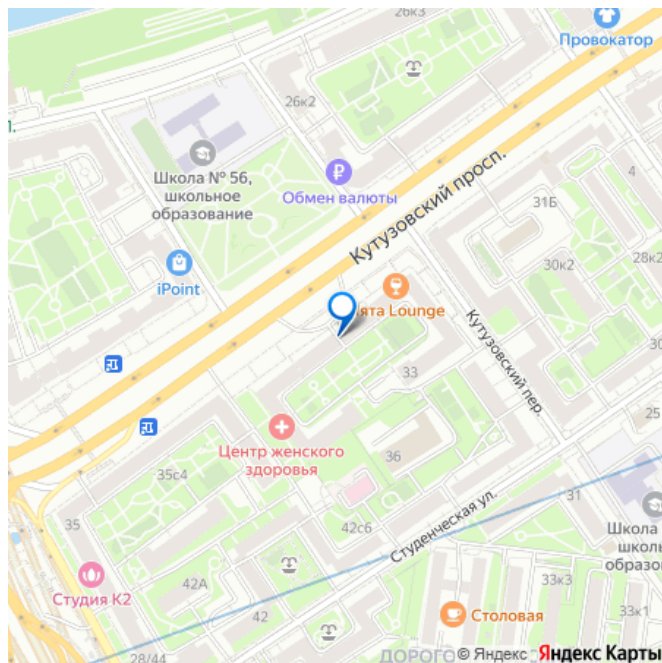 26к3
Провокатор
26к2
Школа № 56,
школьное
образование
Обмен валюты
Кутузовский просп.
4
31Б
30к2
28к2
iPoint
ята Lounge
Кутузовский пер.
33
Центр женского
здоровья
36
35с4
25
31
35
42с6
Студенческая ул.
Школа
42А
Студия К2
42
33к3
33к1
Столовая
28/44
ДОРОГО
© Яндекс Яндекс Карты